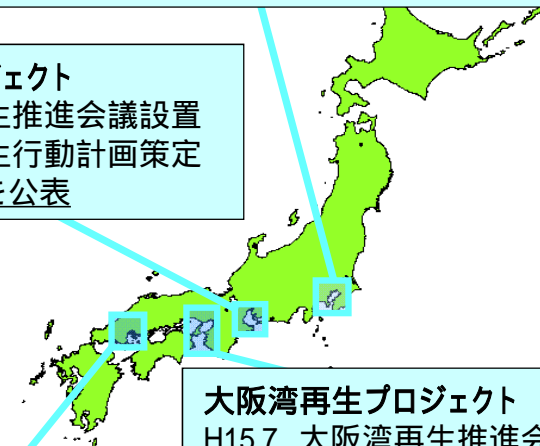 ジェクト
生推進会議設置
生行動計画策定
を公表
大阪湾再生プロジェクト
H15.7 大阪湾再生推進会